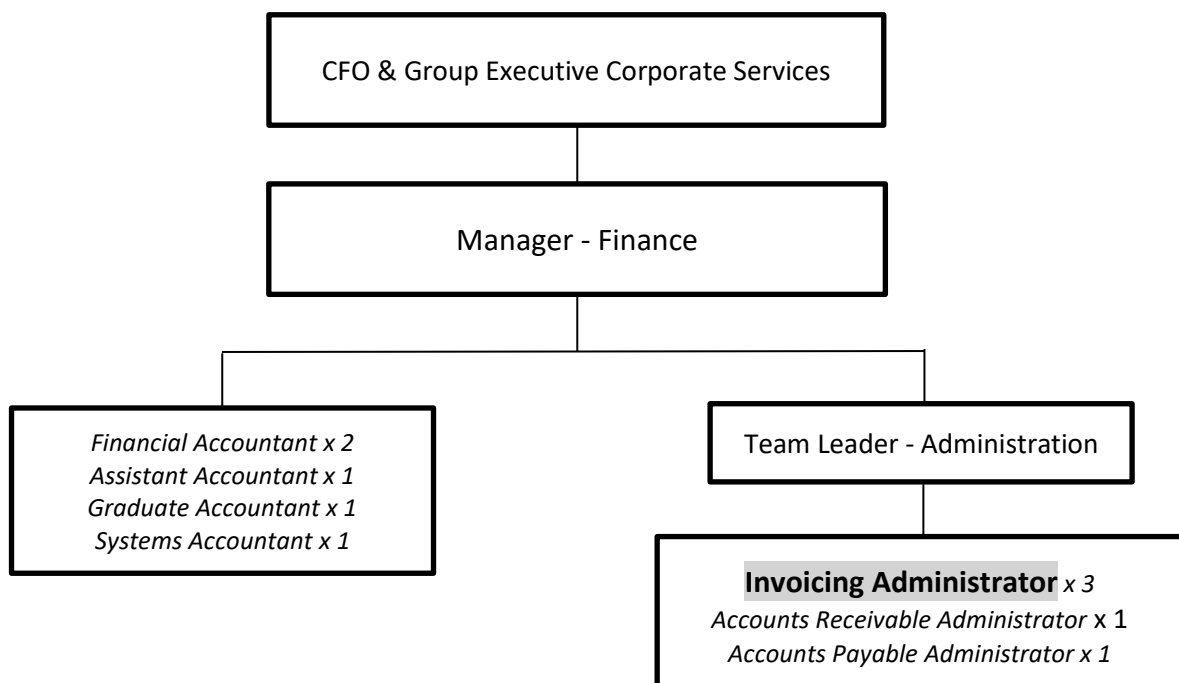 CFO & Group Executive Corporate Services
Manager - Finance
Financial Accountant x 2
Assistant Accountant x 1
Graduate Accountant x 1
Systems Accountant x 1
Team Leader - Administration
Invoicing Administrator x 3
Accounts Receivable Administrator x 1
Accounts Payable Administrator x 1